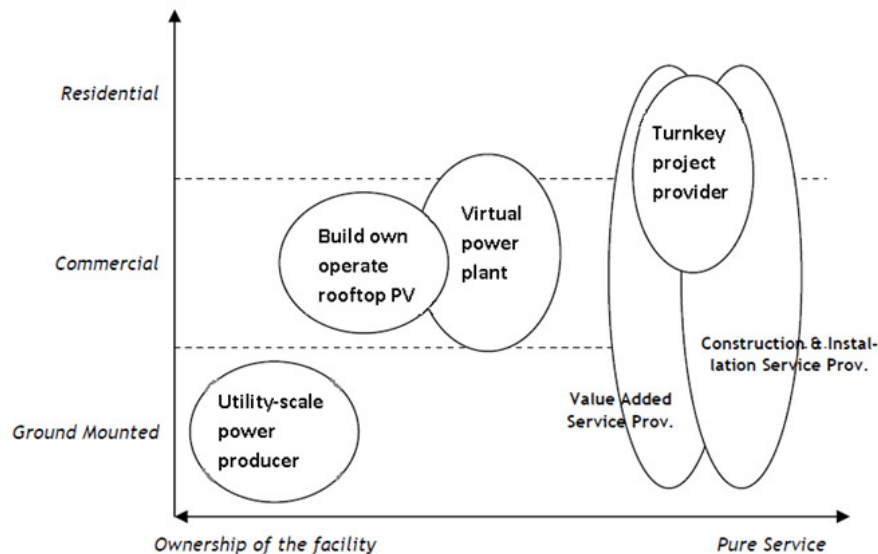 Residential
Turnkey
project
provider
Virtual
power
plant
Build own
operate
rooftop PV
Commercial
Construction & Instal-
lation Service Prov.
Value Added
Service Prov.
Utility-scale
power
producer
Ground Mounted
Ownership of the facility
Pure Service